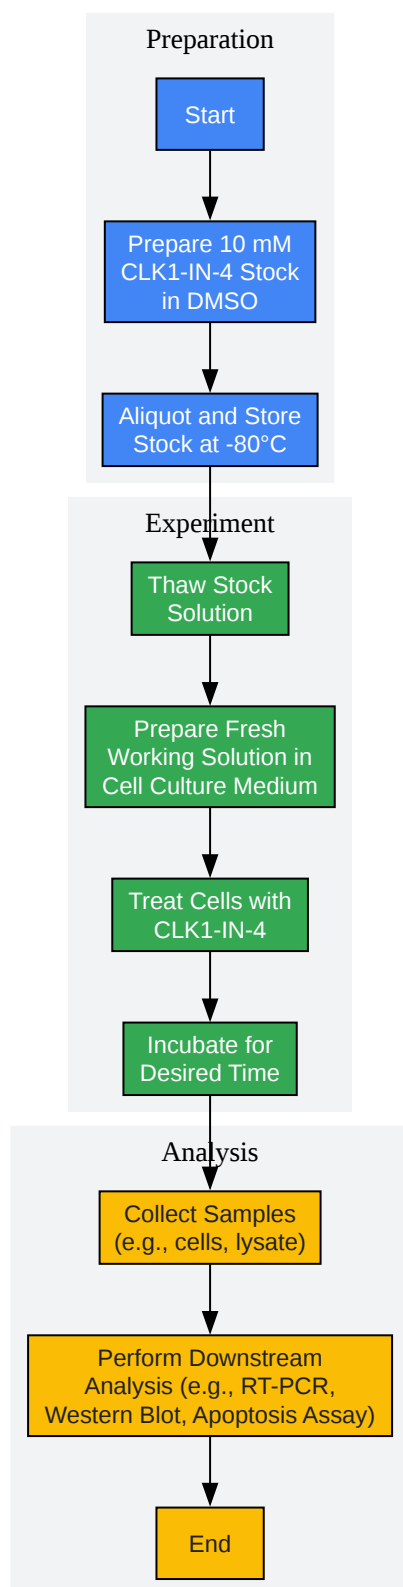 Preparation
Start
Prepare 10 mM
CLK1-IN-4 Stock
in DMSO
Aliquot and Store
Stock at -80°C
Experiment
Thaw Stock
Solution
Prepare Fresh
Working Solution in
Cell Culture Medium
Treat Cells with
CLK1-IN-4
Incubate for
Desired Time
Analysis
Collect Samples
(e.g., cells, lysate)
Perform Downstream
Analysis (e.g., RT-PCR,
Western Blot, Apoptosis Assay)
End